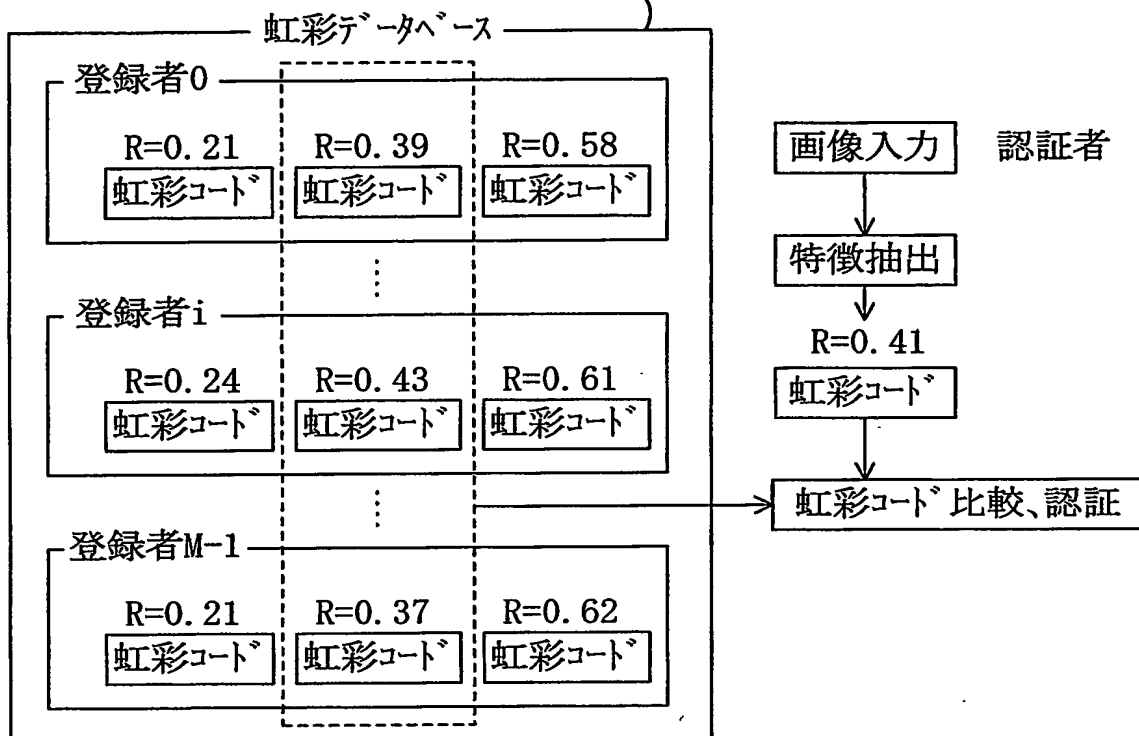 虹彩データベース
登録者0
R=0.21 R=0.39 R=0.58
虹彩コード 虹彩コード 虹彩コード
登録者i
R=0.24 R=0.43 R=0.61
虹彩コード 虹彩コード 虹彩コード
登録者M-1
R=0.21 R=0.37 R=0.62
虹彩コード 虹彩コード 虹彩コード
画像入力 認証者
特徴抽出
R=0.41
虹彩コード
虹彩コード比較、認証